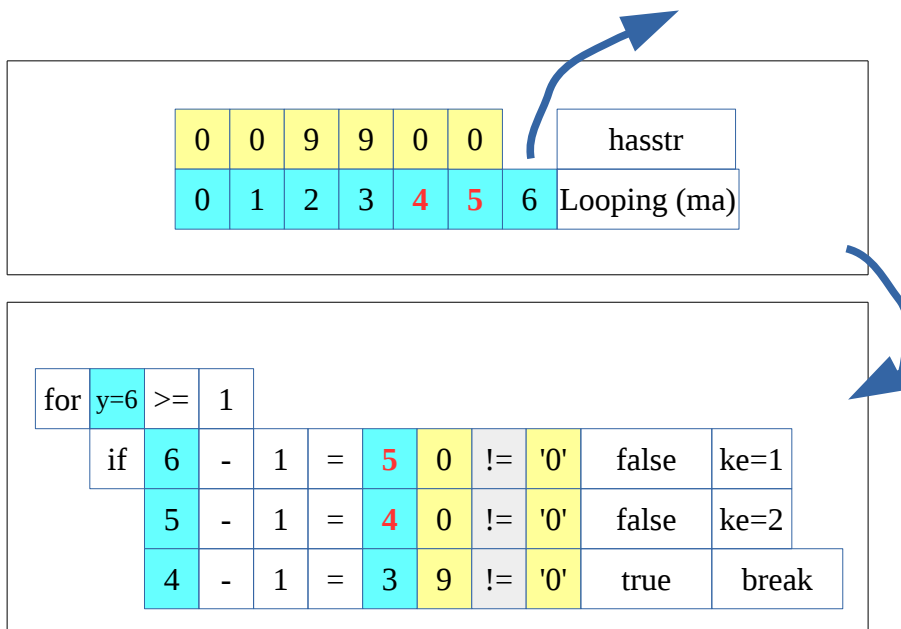 0 0 9 9 0 0 hasstr
0 1 2 3 4 5 6 Looping (ma)
for y=6 >= 1
if 6 - 1 = 5 0 != '0' false ke=1
5 - 1 = 4 0 != '0' false ke=2
4 - 1 = 3 9 != '0' true break